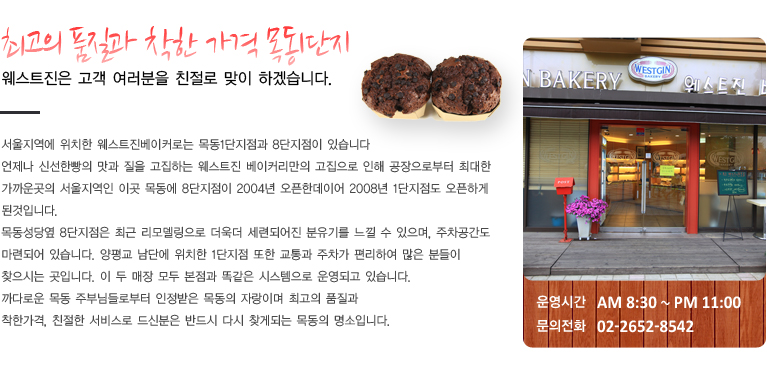 최고의 품질과 착한 가격 목동1단지
웨스트진은 고객 여러분을 친절로 맞이 하겠습니다.
서울지역에 위치한 웨스트진베이커로는 목동1단지점과 8단지점이 있습니다
언제나 신선한빵의 맛과 질을 고집하는 웨스트진 베이커리만의 고집으로 인해 공장으로부터 최대한
가까운곳의 서울지역인 이곳 목동에 8단지점이 2004년 오픈한데이어 2008년 1단지점도 오픈하게
된것입니다.
목동성당옆 8단지점은 최근 리모델링으로 더욱더 세련되어진 분유기를 느낄 수 있으며, 주차공간도
마련되어 있습니다. 양평교 남단에 위치한 1단지점 또한 교통과 주차가 편리하여 많은 분들이
찾으시는 곳입니다. 이 두 매장 모두 본점과 똑같은 시스템으로 운영되고 있습니다.
까다로운 목동 주부님들로부터 인정받은 목동의 자랑이며 최고의 품질과
착한가격, 친절한 서비스로 드신분은 반드시 다시 찾게되는 목동의 명소입니다.
N BAKERY WESTGIN 웨스트진
WESTGIN
운영시간 AM 8:30 ~ PM 11:00
문의전화 02-2652-8542